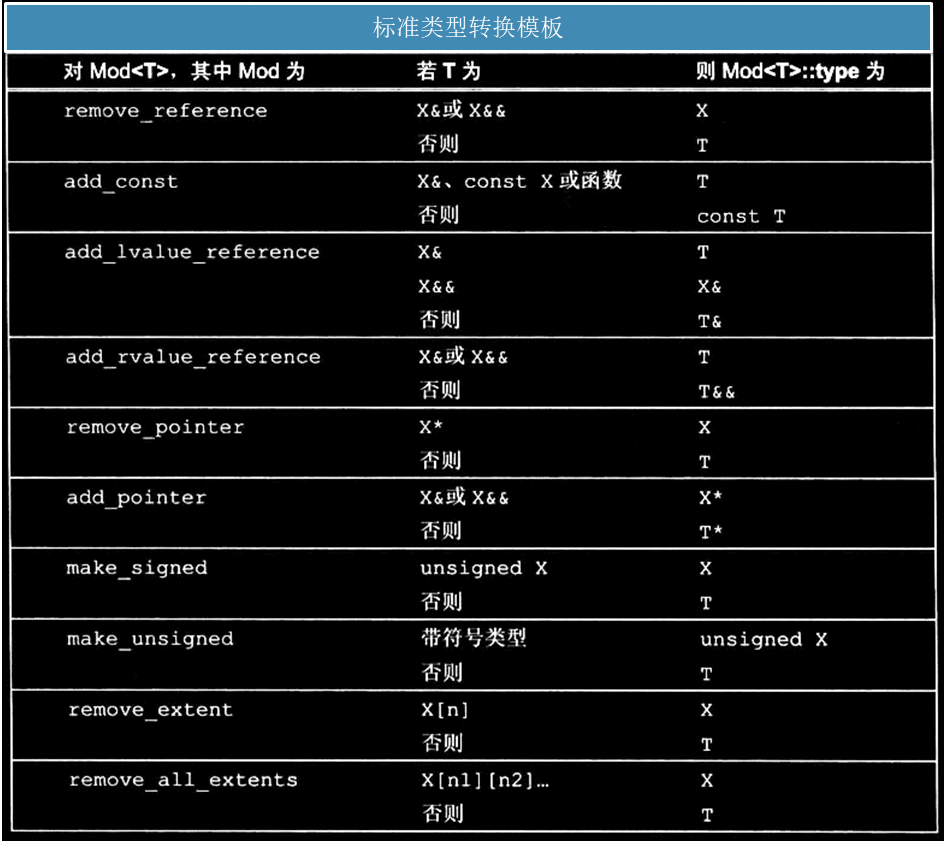 标准类型转换模板
对 Mod<T>，其中 Mod 为 若 T 为 则 Mod<T>::type 为
remove_reference X&或 X&& X
否则 T
add_const X&、const X 或函数 T
否则 const T
add_lvalue_reference X& T
X&& X&
否则 T&
add_rvalue_reference X&或 X&& T
否则 T&&
remove_pointer X* X
否则 T
add_pointer X&或 X&& X*
否则 T*
make_signed unsigned X X
否则 T
make_unsigned 带符号类型 unsigned X
否则 T
remove_extent X[n] X
否则 T
remove_all_extents X[n1][n2]… X
否则 T